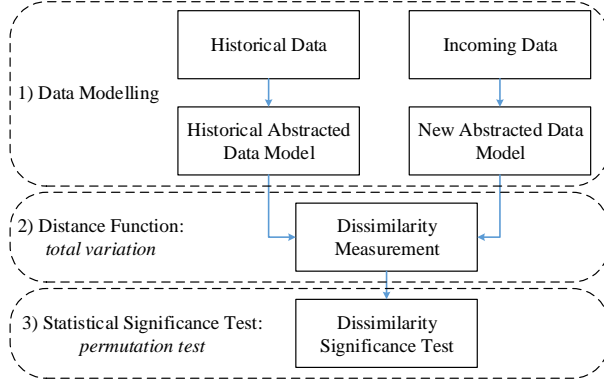 Historical Data
Incoming Data
1) Data Modelling
Historical Abstracted
Data Model
New Abstracted Data
Model
2) Distance Function:
total variation
Dissimilarity
Measurement
3) Statistical Significance Test:
permutation test
Dissimilarity
Significance Test